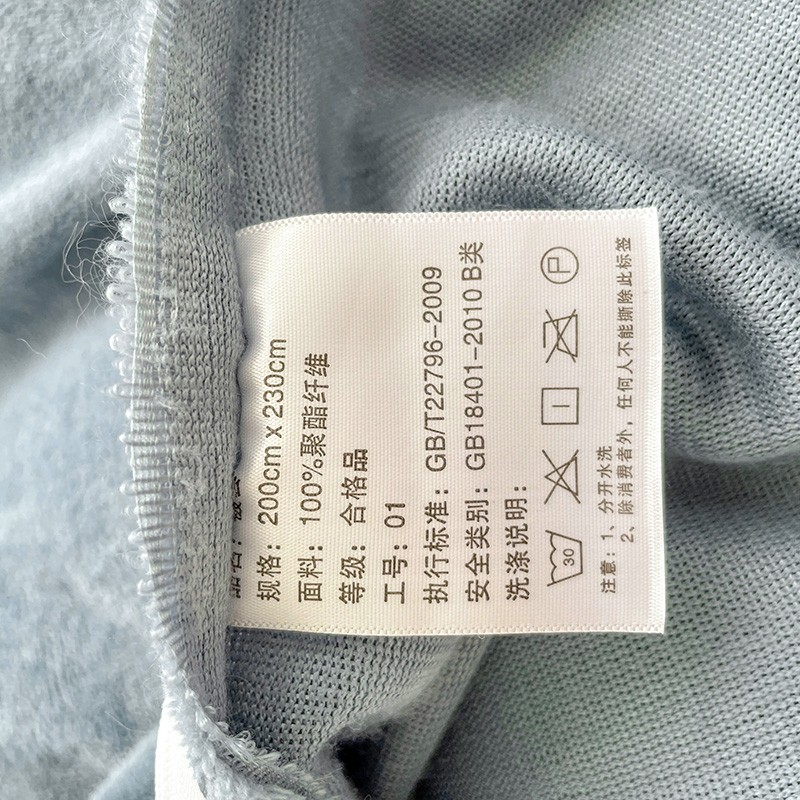 规格：200cm x 230cm
面料：100%聚酯纤维
等级：合格品
工号：01
执行标准：GB/T22796-2009
安全类别：GB18401-2010 B类
洗涤说明：
30 P
注意：1、分开水洗
2、除消费者外，任何人不能撕除此标签